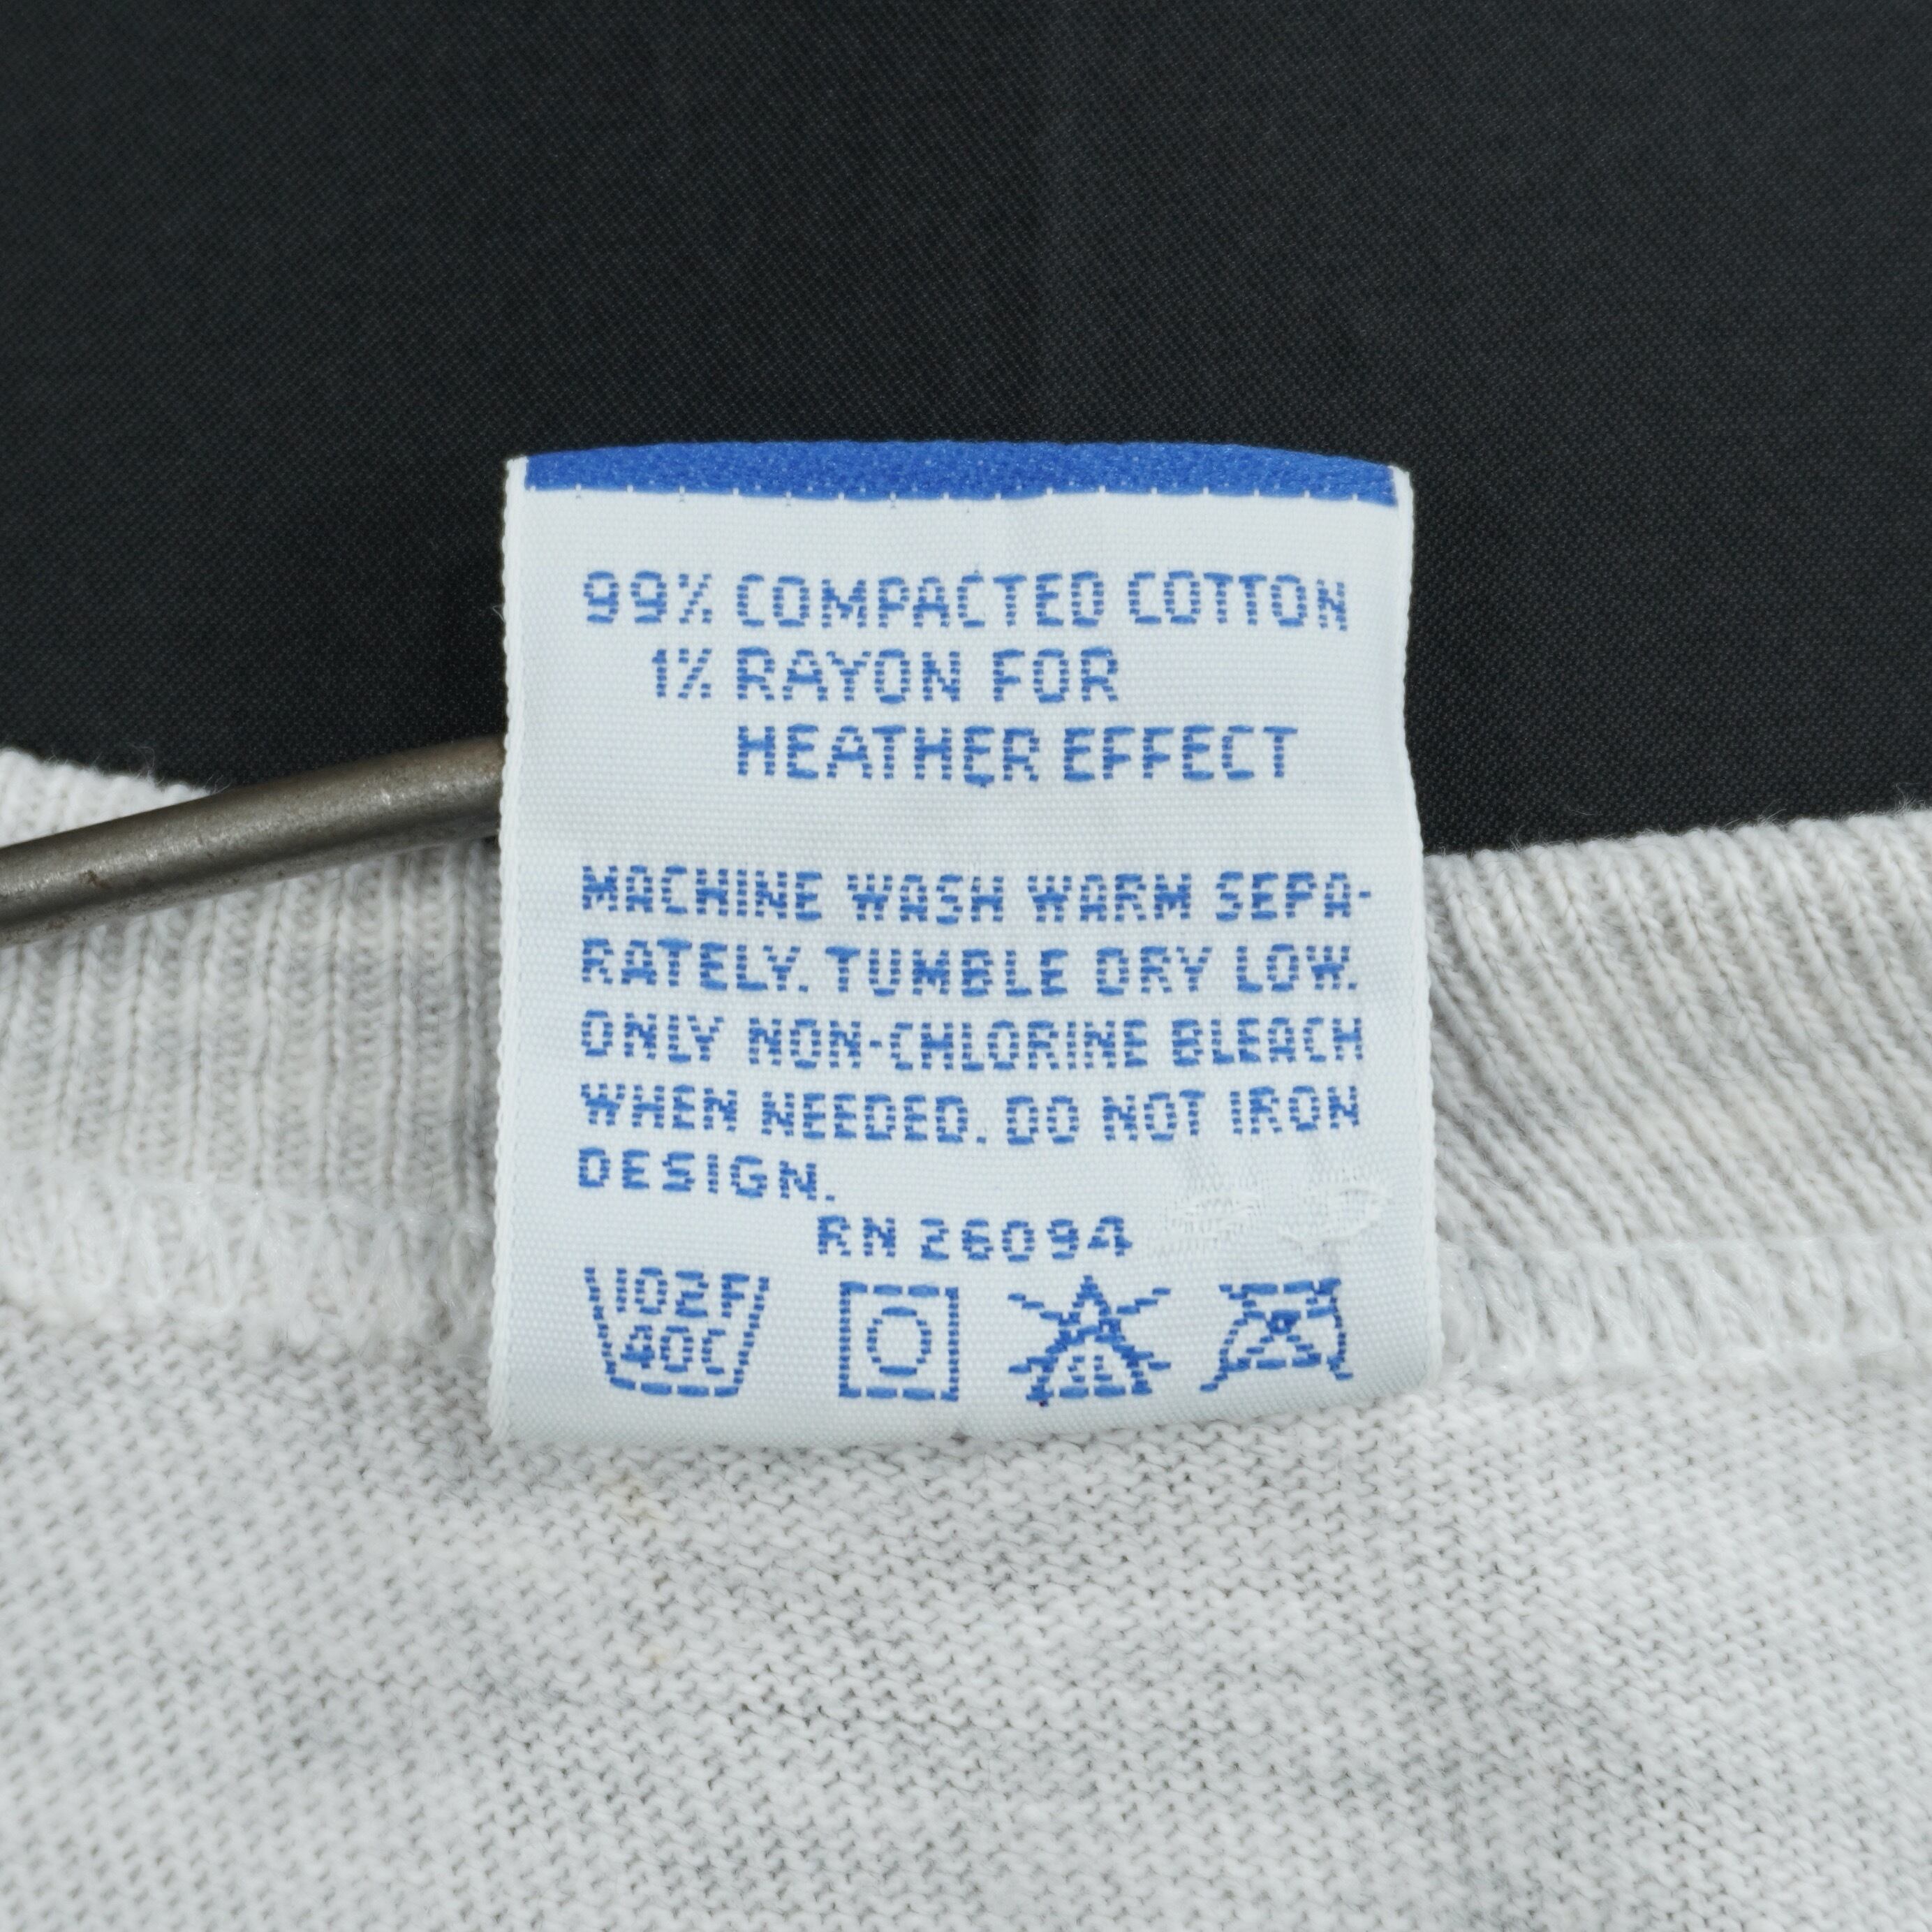 99% COMPACTED COTTON
1% RAYON FOR
HEATHER EFFECT
MACHINE WASH WARM SEPA-
RATELY. TUMBLE DRY LOW.
ONLY NON-CHLORINE BLEACH
WHEN NEEDED. DO NOT IRON
DESIGN.
RN 26094
102F
40C
CL